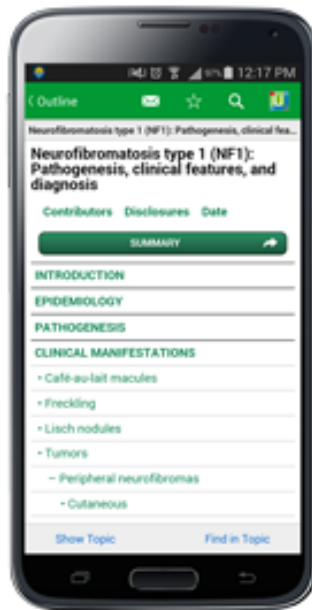 97% 12:17 PM
Outline
Neurofibromatosis type 1 (NF1): Pathogenesis, clinical fea...
Neurofibromatosis type 1 (NF1):
Pathogenesis, clinical features, and
diagnosis
Contributors Disclosures Date
SUMMARY
INTRODUCTION
EPIDEMIOLOGY
PATHOGENESIS
CLINICAL MANIFESTATIONS
• Café-au-lait macules
• Freckling
• Lisch nodules
• Tumors
– Peripheral neurofibromas
• Cutaneous
Show Topic Find in Topic